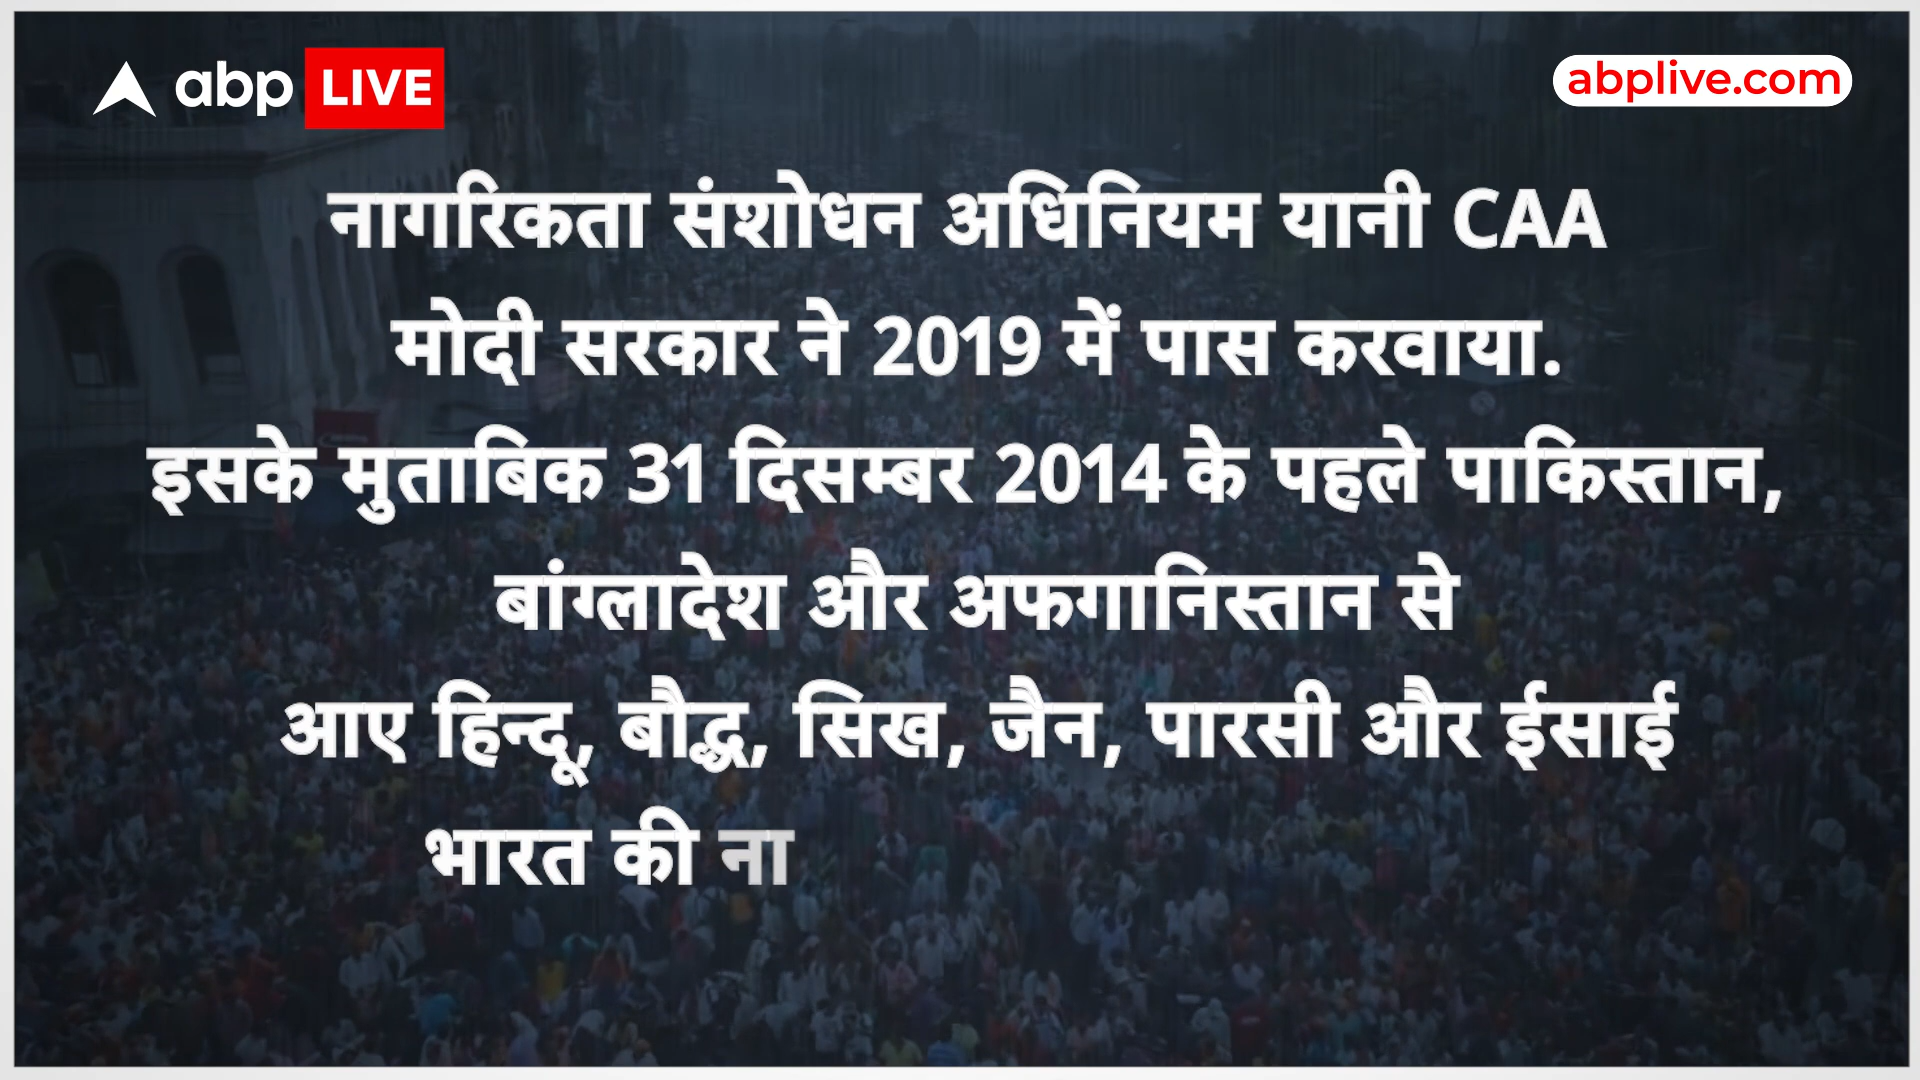 abp LIVE
abplive.com
नागरिकता संशोधन अधिनियम यानी CAA
मोदी सरकार ने 2019 में पास करवाया.
इसके मुताबिक 31 दिसम्बर 2014 के पहले पाकिस्तान,
बांग्लादेश और अफगानिस्तान से
आए हिन्दू, बौद्ध, सिख, जैन, पारसी और ईसाई
भारत की ना